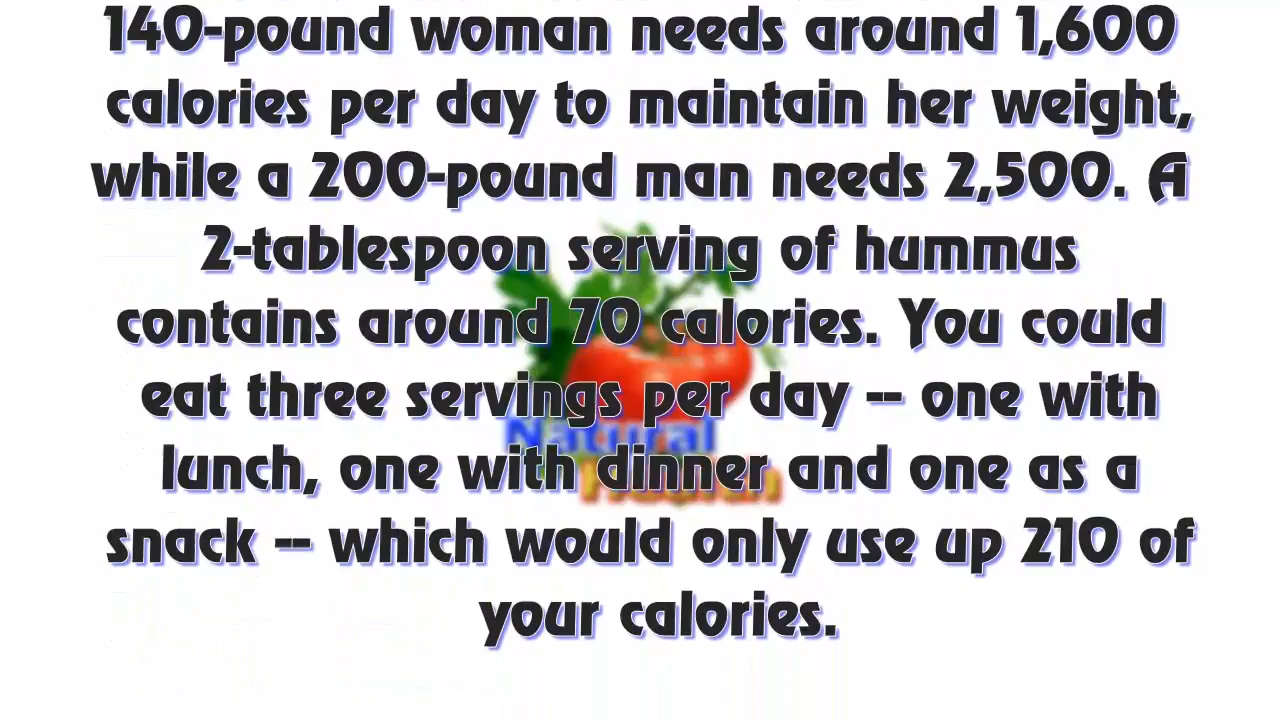 140-pound woman needs around 1,600
calories per day to maintain her weight,
while a 200-pound man needs 2,500. A
2-tablespoon serving of hummus
contains around 70 calories. You could
eat three servings per day -- one with
lunch, one with dinner and one as a
snack -- which would only use up 210 of
your calories.
Natural